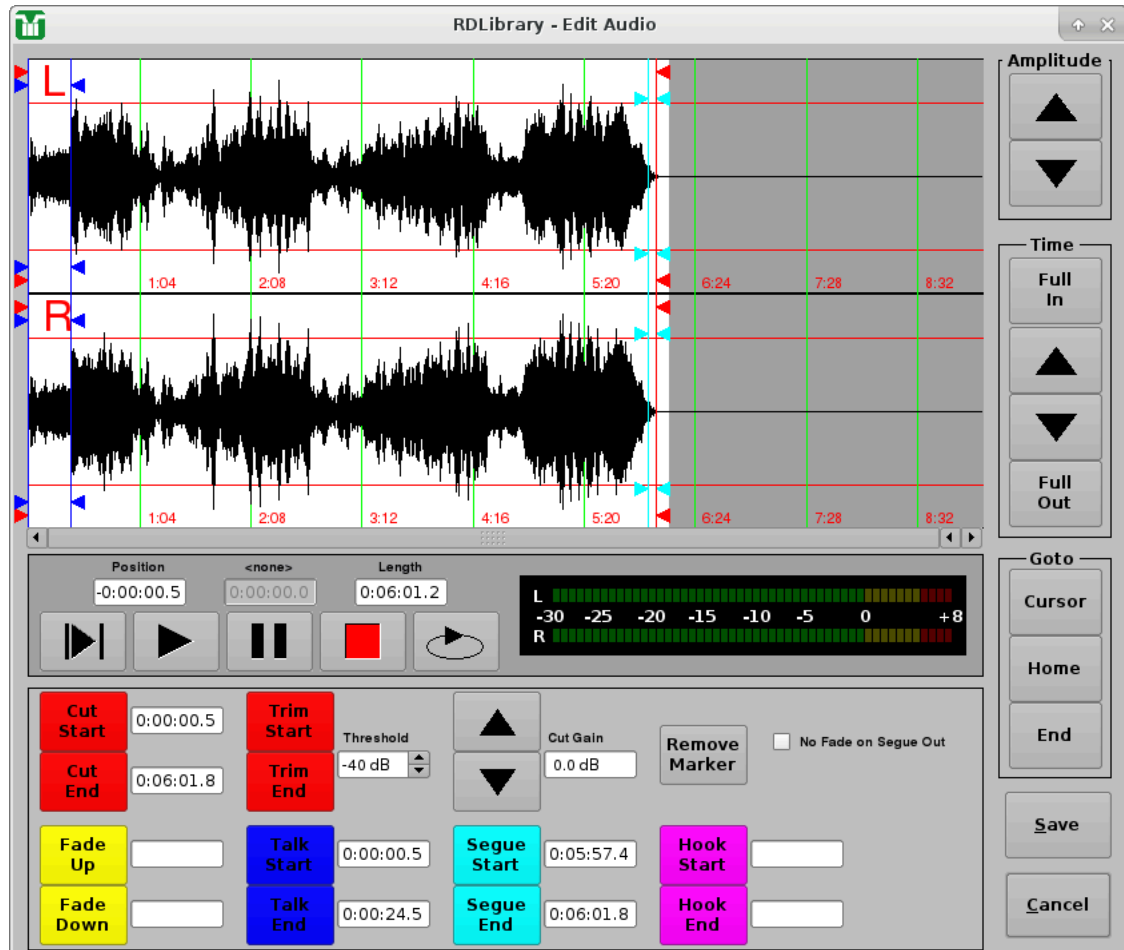 RDLibrary - Edit Audio
L
1:04 2:08 3:12 4:16 5:20 6:24 7:28 8:32
R
1:04 2:08 3:12 4:16 5:20 6:24 7:28 8:32
Amplitude
Time
Full
In
Full
Out
Goto
Cursor
Home
End
Save
Cancel
Position <none> Length
-0:00:00.5 0:00:00.0 0:06:01.2
L
-30 -25 -20 -15 -10 -5 0 +8
R
Cut
Start
0:00:00.5
Cut
End
0:06:01.8
Trim
Start
Trim
End
Threshold
-40 dB
Cut Gain
0.0 dB
Remove
Marker
No Fade on Segue Out
Fade
Up
Fade
Down
Talk
Start
0:00:00.5
Talk
End
0:00:24.5
Segue
Start
0:05:57.4
Segue
End
0:06:01.8
Hook
Start
Hook
End